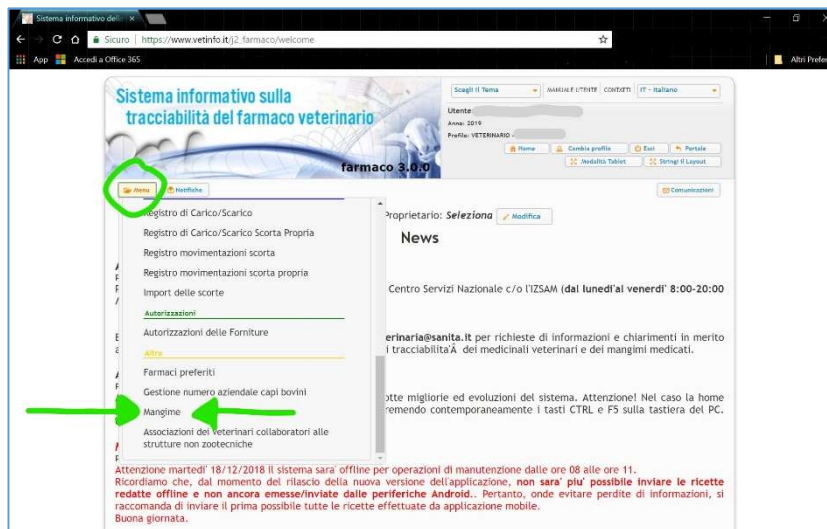 Sistema informativo dell
Sicuro | https://www.vetinfo.it/j2_farmaco/welcome
App Accedi a Office 365
Altri Prefer
Sistema informativo sulla
tracciabilità del farmaco veterinario
farmaco 3.0.0
Scegli il Tema MANUALE UTENTE CONTATTI IT - Italiano
Utente:
Anno: 2019
Profilo: VETERINARIO -
Home Cambia profilo Esci Portale
Modalità Tablet Stringi il Layout
Menu Notifiche Comunicazioni
Registro di Carico/Scarico
Proprietario: Seleziona Modifica
Registro di Carico/Scarico Scorta Propria
News
Registro movimentazioni scorta
Registro movimentazioni scorta propria
Import delle scorte
Centro Servizi Nazionale c/o l'IZSAM (dal lunedi'al venerdi' 8:00-20:00
Autorizzazioni
Autorizzazioni delle Forniture
erinaria@sanita.it per richieste di informazioni e chiarimenti in merito
i tracciabilita'Â dei medicinali veterinari e dei mangimi medicati.
Altro
Farmaci preferiti
Gestione numero aziendale capi bovini
otte migliorie ed evoluzioni del sistema. Attenzione! Nel caso la home
Mangime
remendo contemporaneamente i tasti CTRL e F5 sulla tastiera del PC.
Associazioni dei veterinari collaboratori alle
strutture non zootecniche
Attenzione martedi' 18/12/2018 il sistema sara' offline per operazioni di manutenzione dalle ore 08 alle ore 11.
Ricordiamo che, dal momento del rilascio della nuova versione dell'applicazione, non sara' piu' possibile inviare le ricette
redatte offline e non ancora emesse/inviate dalle periferiche Android.. Pertanto, onde evitare perdite di informazioni, si
raccomanda di inviare il prima possibile tutte le ricette effettuate da applicazione mobile.
Buona giornata.